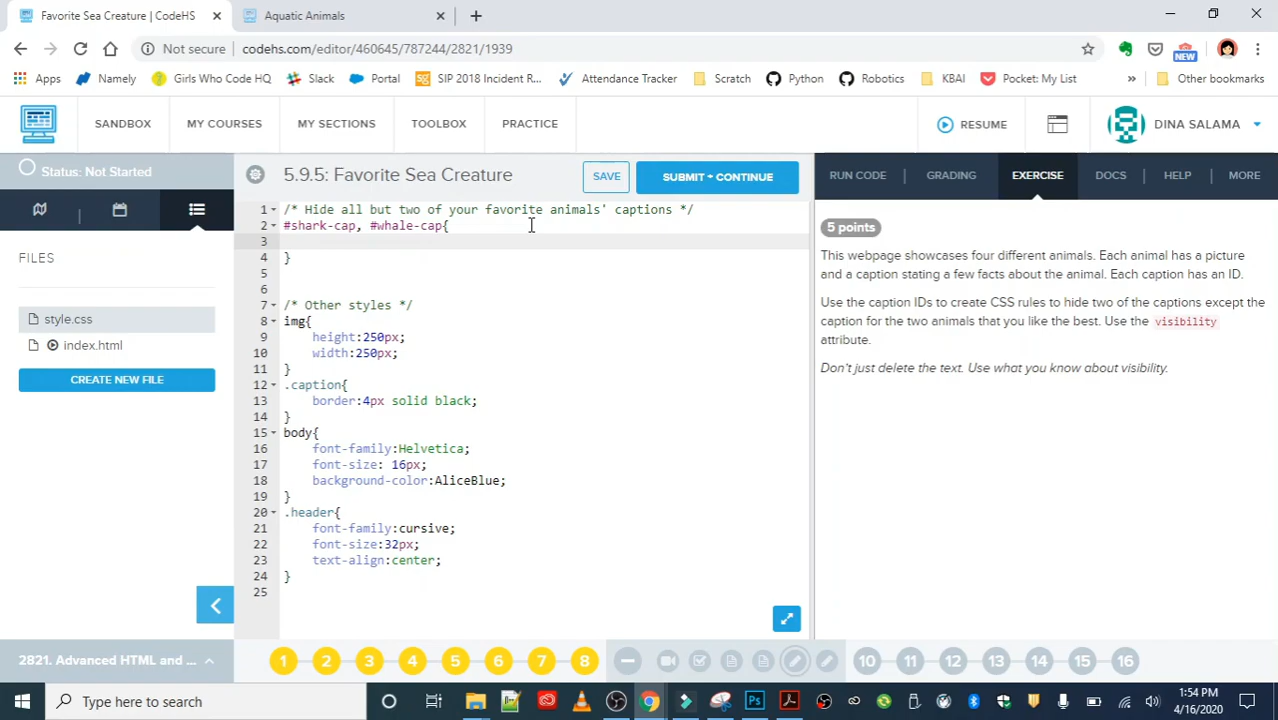 Favorite Sea Creature | CodeHS
Aquatic Animals
Not secure | codehs.com/editor/460645/787244/2821/1939
NEW
Apps
Namely
Girls Who Code HQ
Slack
Portal
SIP 2018 Incident R...
Attendance Tracker
Scratch
Python
Robotics
KBAI
Pocket: My List
»
Other bookmarks
SANDBOX
MY COURSES
MY SECTIONS
TOOLBOX
PRACTICE
RESUME
DINA SALAMA
Status: Not Started
5.9.5: Favorite Sea Creature
SAVE
SUBMIT + CONTINUE
RUN CODE
GRADING
EXERCISE
DOCS
HELP
MORE
FILES
style.css
index.html
CREATE NEW FILE
1 /* Hide all but two of your favorite animals' captions */
2 #shark-cap, #whale-cap{
3
4 }
5
6
7 /* Other styles */
8 img{
9 height:250px;
10 width:250px;
11 }
12 .caption{
13 border:4px solid black;
14 }
15 body{
16 font-family:Helvetica;
17 font-size: 16px;
18 background-color:AliceBlue;
19 }
20 .header{
21 font-family:cursive;
22 font-size:32px;
23 text-align:center;
24 }
25
5 points
This webpage showcases four different animals. Each animal has a picture
and a caption stating a few facts about the animal. Each caption has an ID.
Use the caption IDs to create CSS rules to hide two of the captions except the
caption for the two animals that you like the best. Use the visibility
attribute.
Don't just delete the text. Use what you know about visibility.
2821. Advanced HTML and ...
1 2 3 4 5 6 7 8 10 11 12 13 14 15 16
Type here to search
1:54 PM
4/16/2020